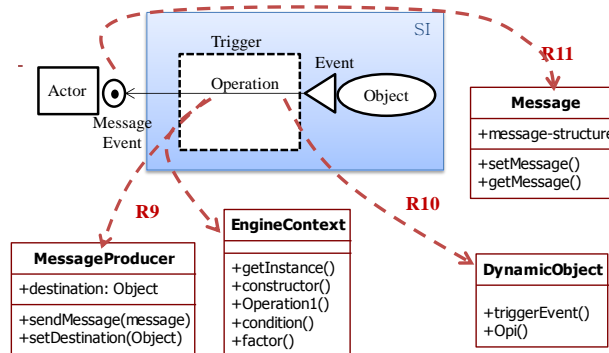 SI
Trigger
R11
Event
Actor
Operation
Object
Message
Event
Message
+message-structure
+setMessage()
+getMessage()
R9
R10
EngineContext
+getInstance()
+constructor()
+Operation1()
+condition()
+factor()
MessageProducer
+destination: Object
+sendMessage(message)
+setDestination(Object)
DynamicObject
+triggerEvent()
+Opi()